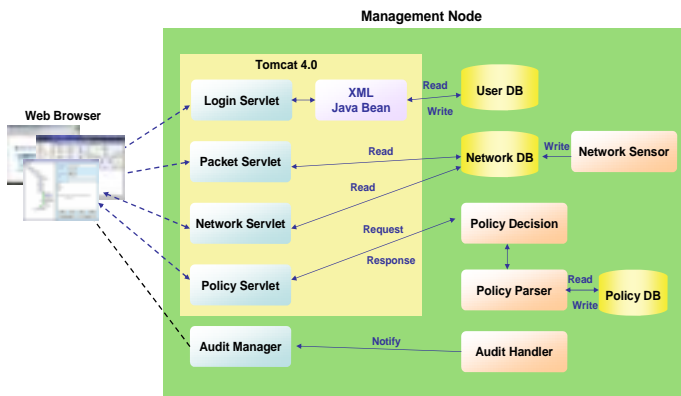 Management Node
Tomcat 4.0
Web Browser
Login Servlet
XML
Java Bean
Read
Write
User DB
Packet Servlet
Read
Network DB
Write
Network Sensor
Read
Network Servlet
Request
Policy Decision
Response
Policy Servlet
Policy Parser
Read
Write
Policy DB
Audit Manager
Notify
Audit Handler